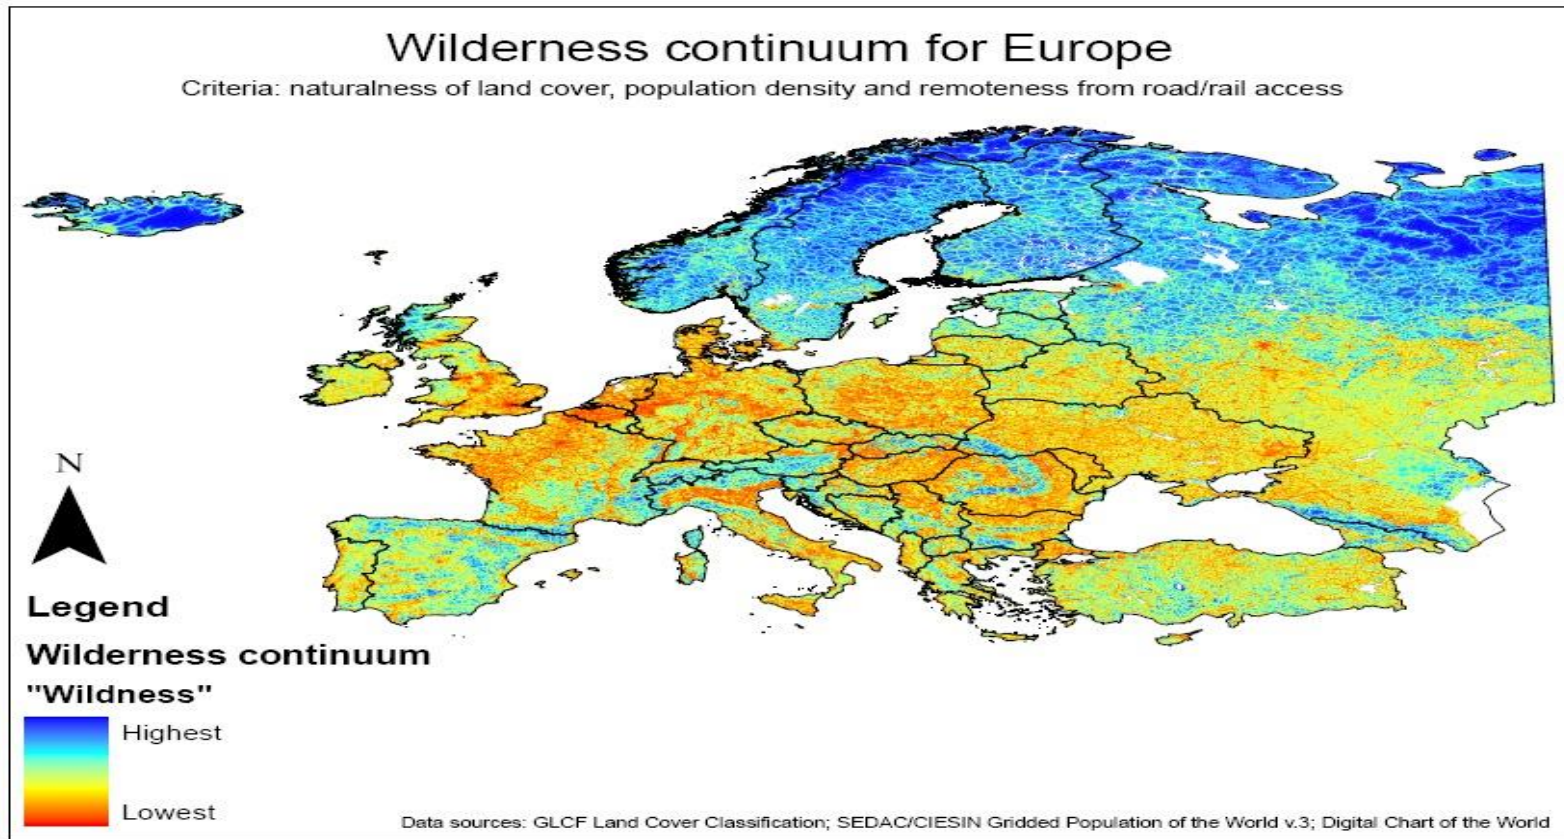 Wilderness continuum for Europe
Criteria: naturalness of land cover, population density and remoteness from road/rail access
N
Legend
Wilderness continuum
"Wildness"
Highest
Lowest
Data sources: GLCF Land Cover Classification; SEDAC/CIESIN Gridded Population of the World v.3; Digital Chart of the World